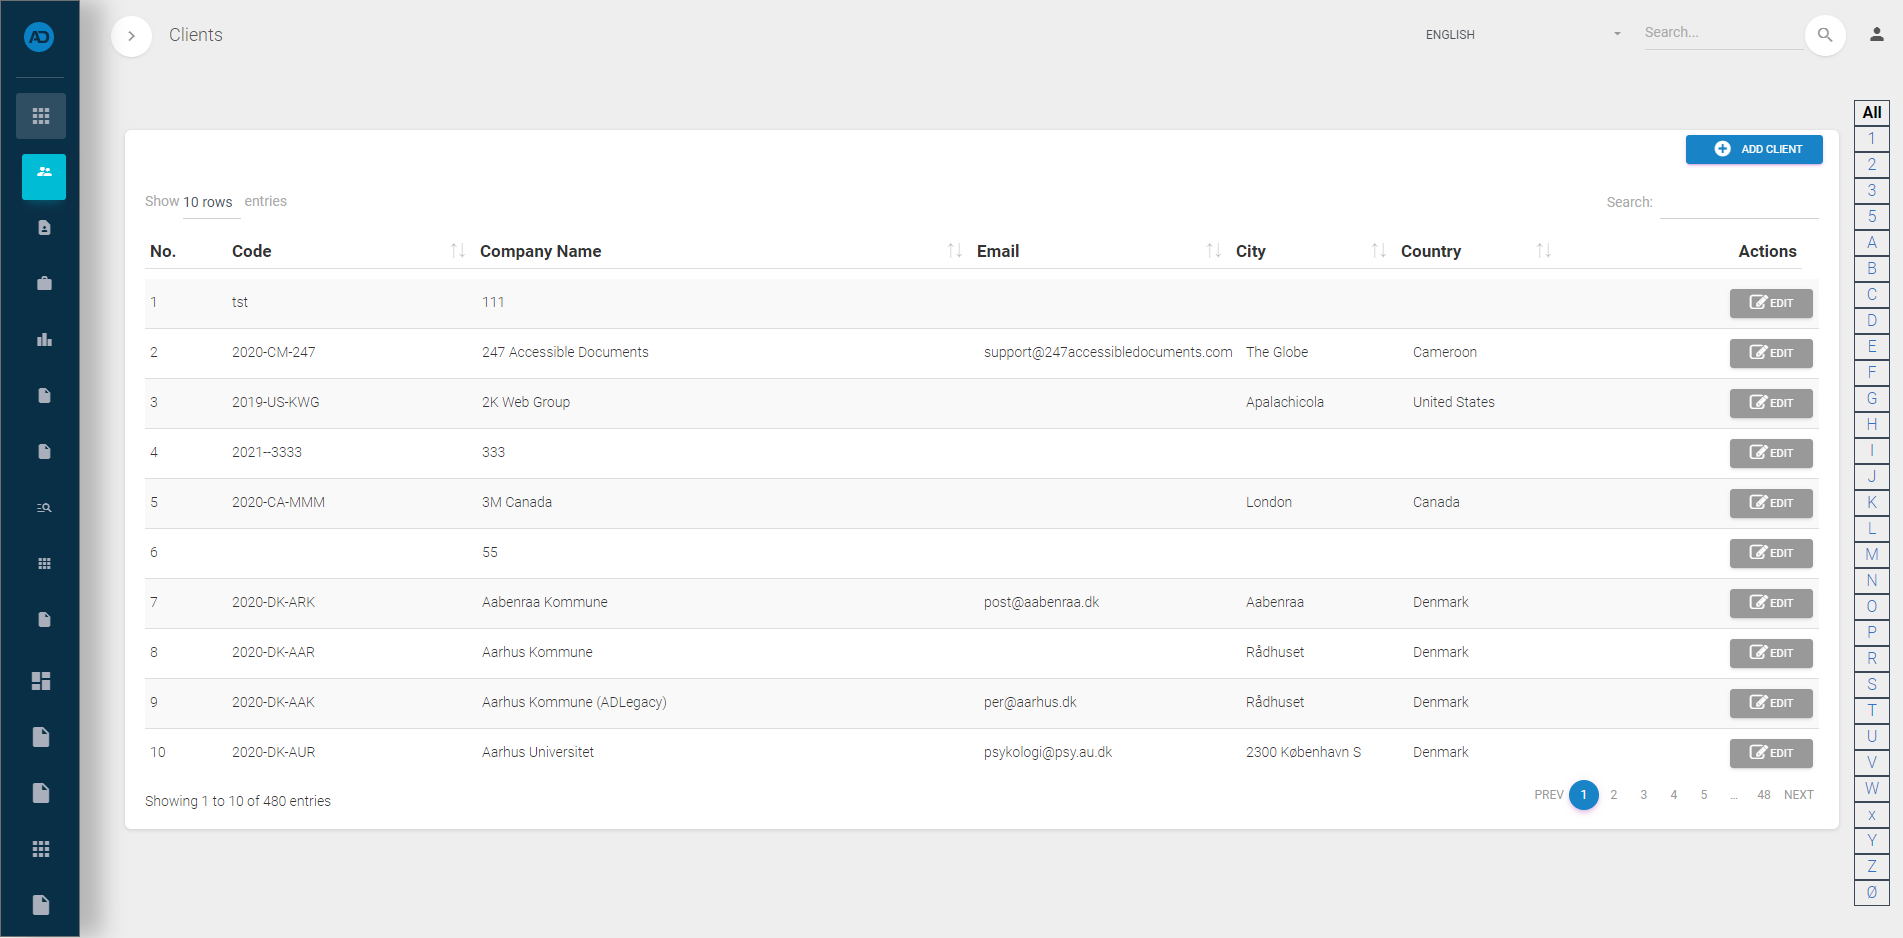 AD
Clients
ENGLISH
Search...
ADD CLIENT
Show 10 rows entries
Search:
No. Code Company Name Email City Country Actions
1 tst 111 EDIT
2 2020-CM-247 247 Accessible Documents support@247accessibledocuments.com The Globe Cameroon EDIT
3 2019-US-KWG 2K Web Group Apalachicola United States EDIT
4 2021--3333 333 EDIT
5 2020-CA-MMM 3M Canada London Canada EDIT
6 55 EDIT
7 2020-DK-ARK Aabenraa Kommune post@aabenraa.dk Aabenraa Denmark EDIT
8 2020-DK-AAR Aarhus Kommune Rådhuset Denmark EDIT
9 2020-DK-AAK Aarhus Kommune (ADLegacy) per@aarhus.dk Rådhuset Denmark EDIT
10 2020-DK-AUR Aarhus Universitet psykologi@psy.au.dk 2300 København S Denmark EDIT
Showing 1 to 10 of 480 entries
PREV 1 2 3 4 5 ... 48 NEXT
All
1
2
3
5
A
B
C
D
E
F
G
H
I
J
K
L
M
N
O
P
R
S
T
U
V
W
x
Y
Z
Ø